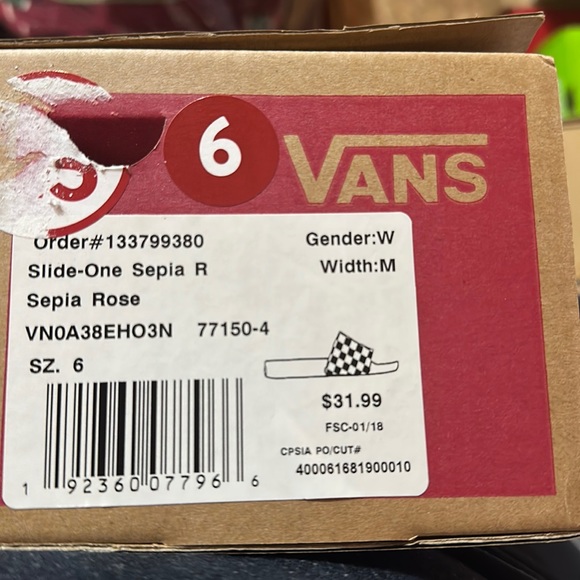 6
VANS
Order#133799380 Gender:W
Slide-One Sepia R Width:M
Sepia Rose
VN0A38EHO3N 77150-4
SZ. 6
$31.99
FSC-01/18
CPSIA PO/CUT#
400061681900010
1 92360 07796 6